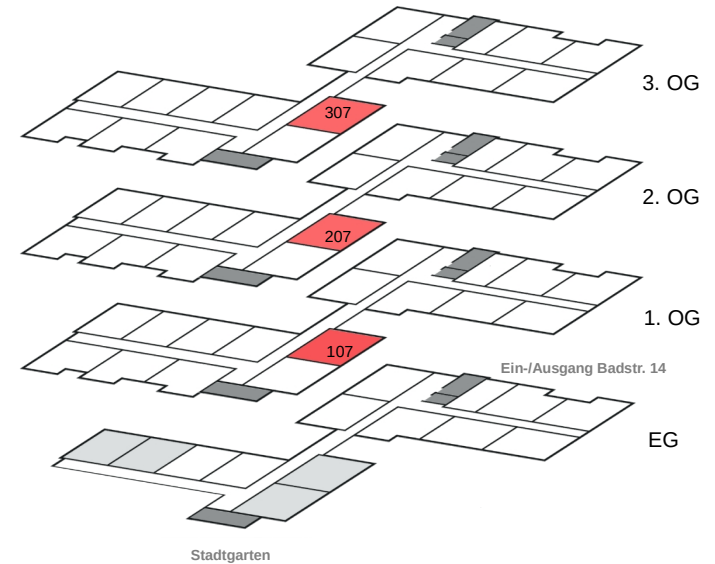 3. OG
307
2. OG
207
1. OG
107
Ein-/Ausgang Badstr. 14
EG
Stadtgarten